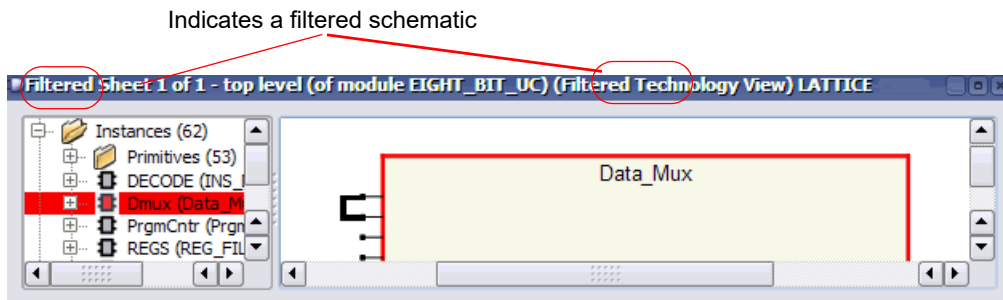 Indicates a filtered schematic
Filtered Sheet 1 of 1 - top level (of module EIGHT_BIT_UC) (Filtered Technology View) LATTICE
Instances (62)
Primitives (53)
DECODE (INS_
Dmux (Data_M
PrgmCntr (Prgm
REGS (REG_FIL
Data_Mux